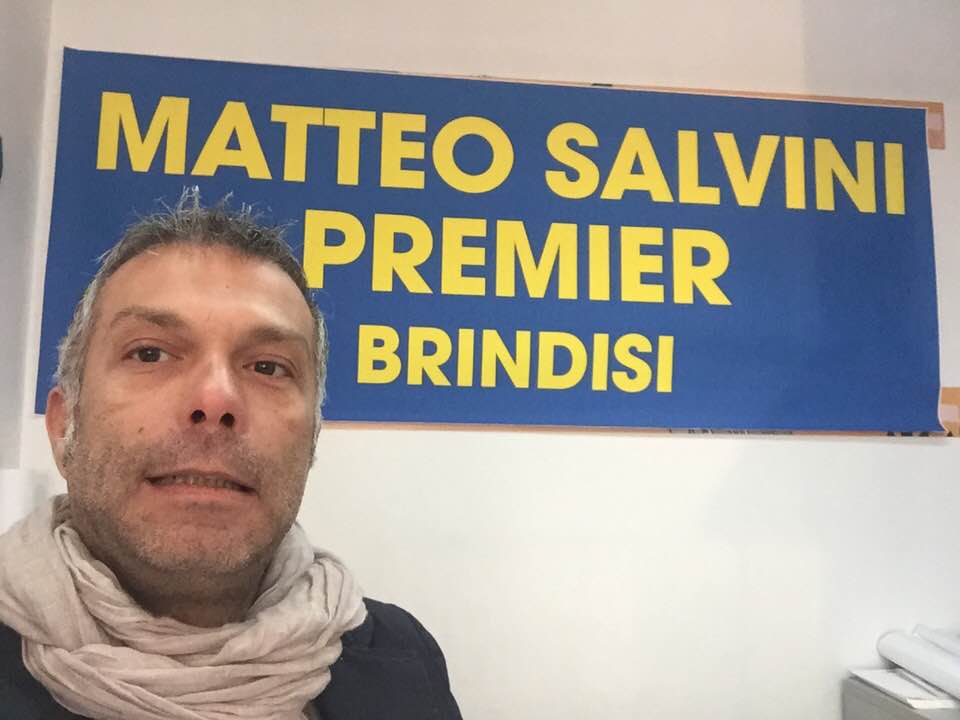 MATTEO SALVINI
PREMIER
BRINDISI